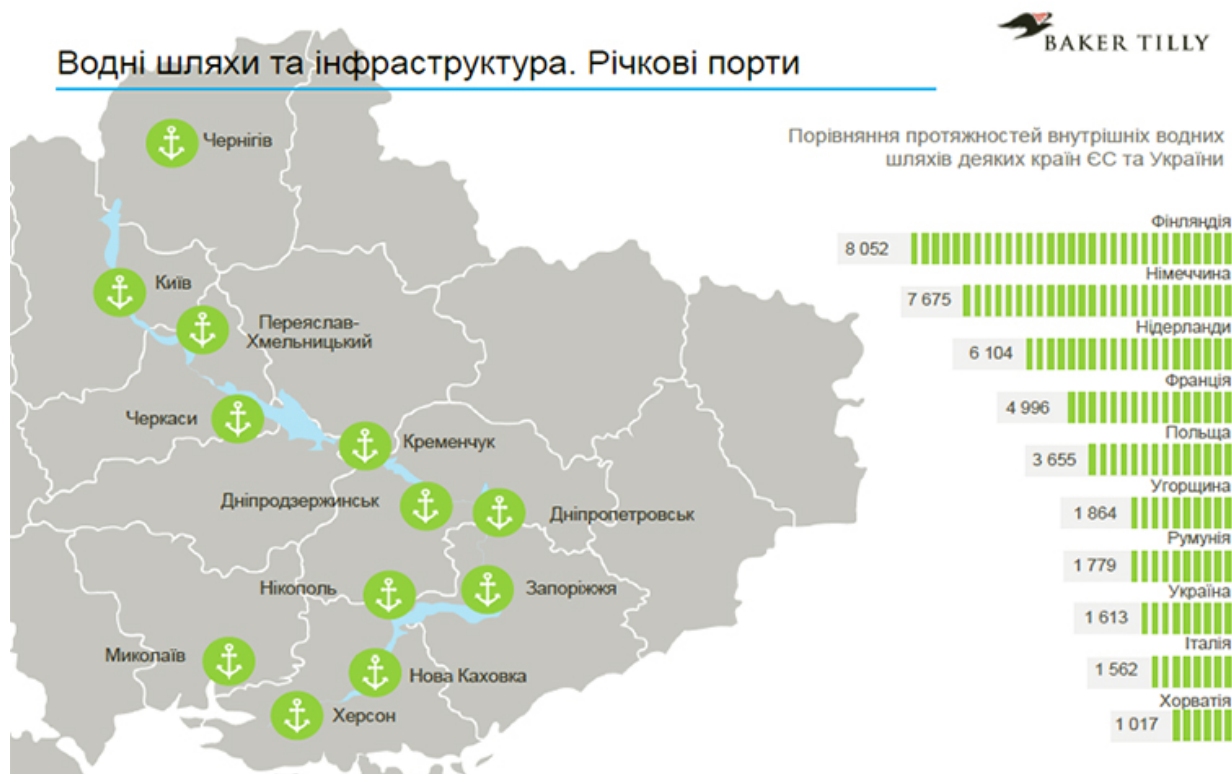 BAKER TILLY
Водні шляхи та інфраструктура. Річкові порти
Порівняння протяжностей внутрішніх водних
шляхів деяких країн ЄС та України
Чернігів
Київ
Переяслав-
Хмельницький
Черкаси
Кременчук
Дніпродзержинськ
Дніпропетровськ
Нікополь
Запоріжжя
Миколаїв
Нова Каховка
Херсон
Фінляндія
8 052
Німеччина
7 675
Нідерланди
6 104
Франція
4 996
Польща
3 655
Угорщина
1 864
Румунія
1 779
Україна
1 613
Італія
1 562
Хорватія
1 017